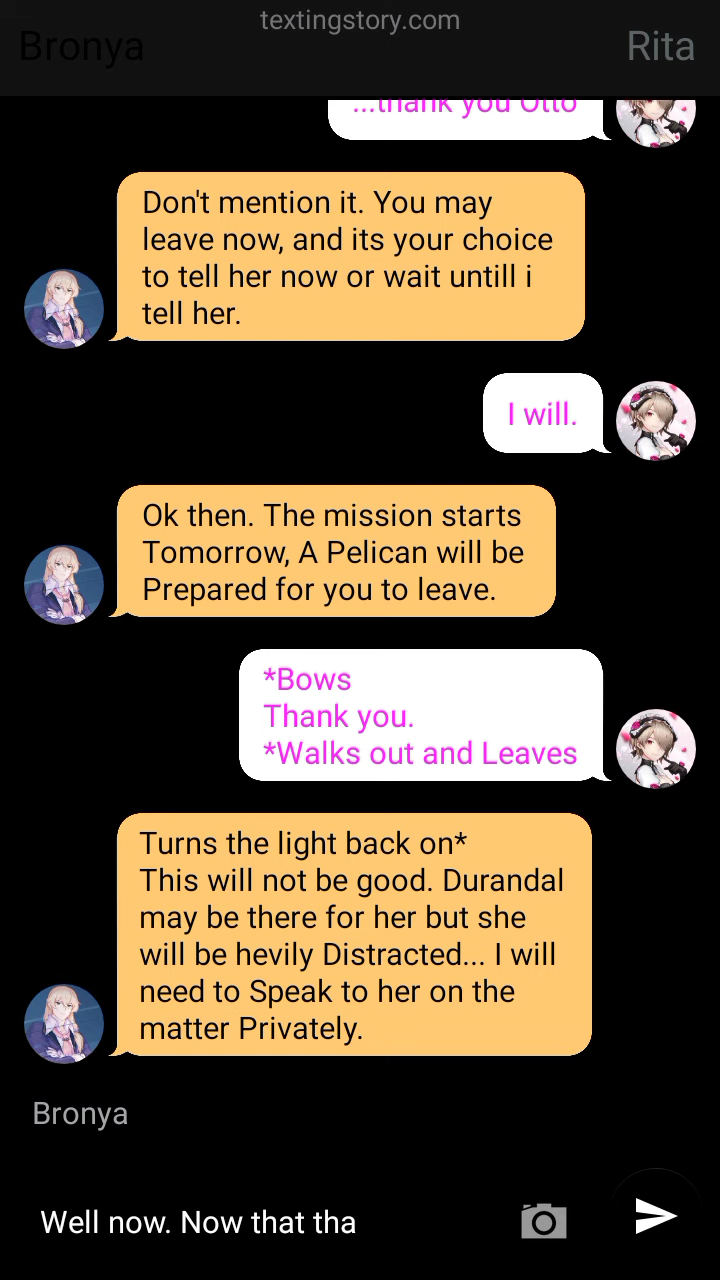 textingstory.com
Bronya
Rita
...thank you Otto
Don't mention it. You may
leave now, and its your choice
to tell her now or wait untill i
tell her.
I will.
Ok then. The mission starts
Tomorrow, A Pelican will be
Prepared for you to leave.
*Bows
Thank you.
*Walks out and Leaves
Turns the light back on*
This will not be good. Durandal
may be there for her but she
will be hevily Distracted... I will
need to Speak to her on the
matter Privately.
Bronya
Well now. Now that tha